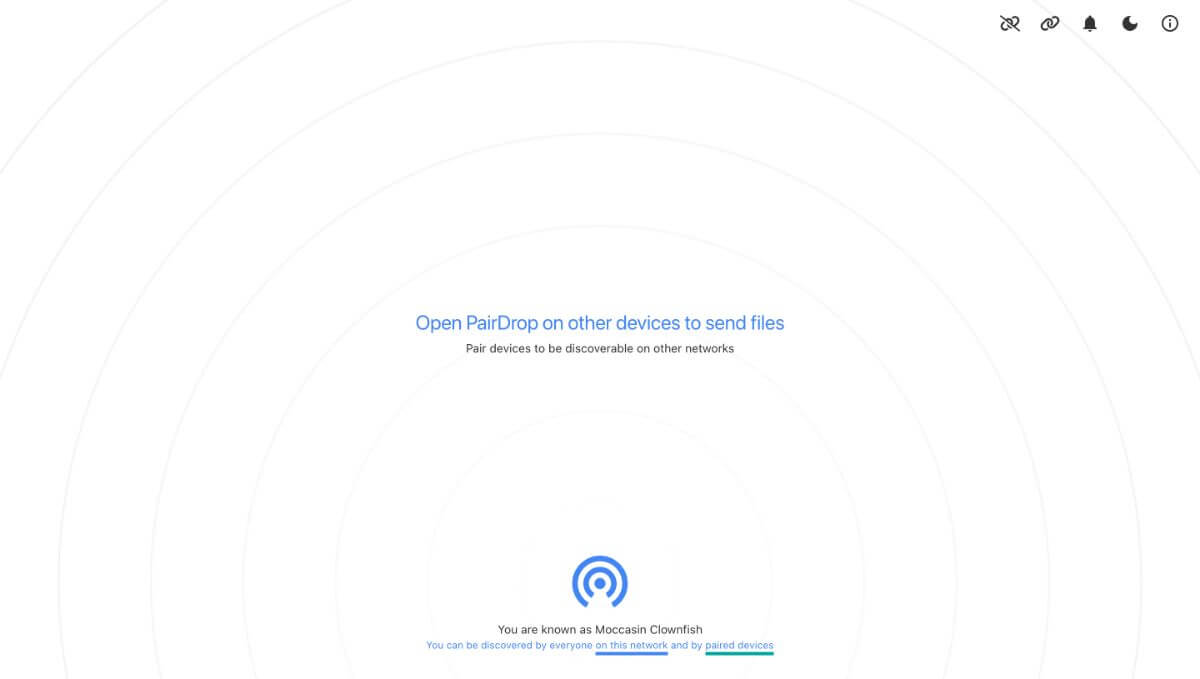 Open PairDrop on other devices to send files
Pair devices to be discoverable on other networks
You are known as Moccasin Clownfish
You can be discovered by everyone on this network and by paired devices